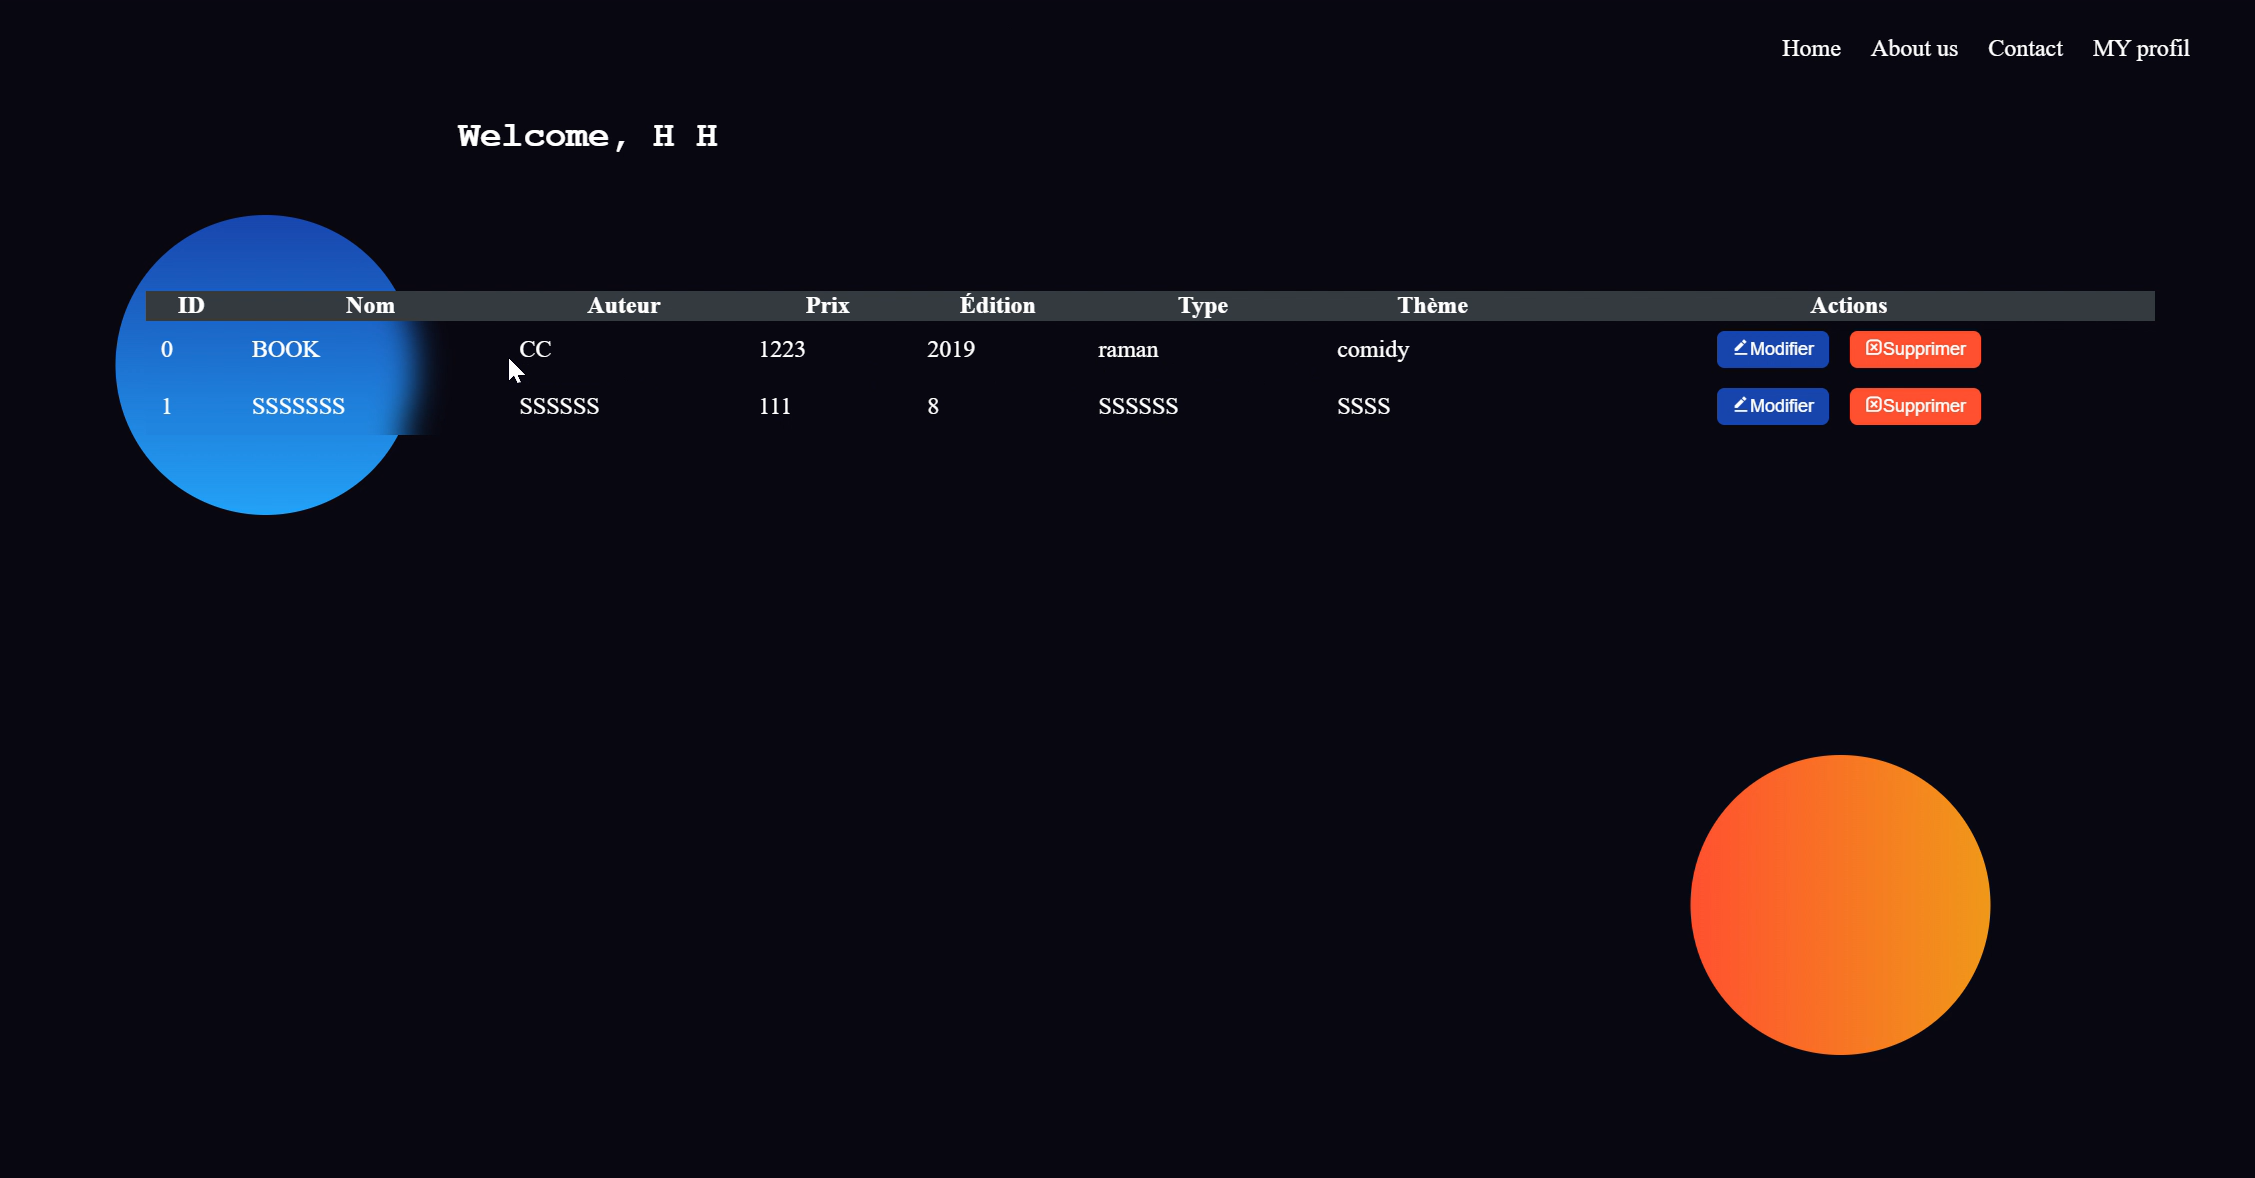 Home About us Contact MY profil
Welcome, H H
ID Nom Auteur Prix Édition Type Thème Actions
0 BOOK CC 1223 2019 raman comidy Modifier Supprimer
1 SSSSSSS SSSSSS 111 8 SSSSSS SSSS Modifier Supprimer